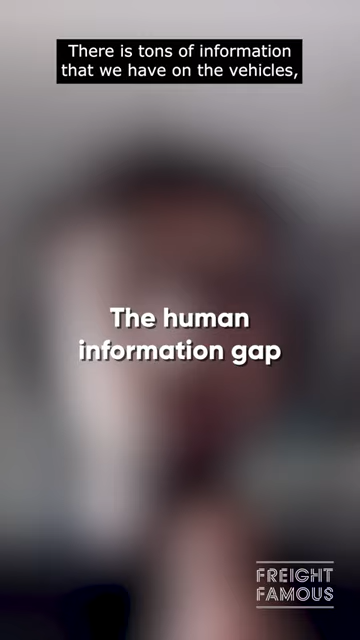 There is tons of information
that we have on the vehicles,
The human
information gap
FREIGHT
FAMOUS